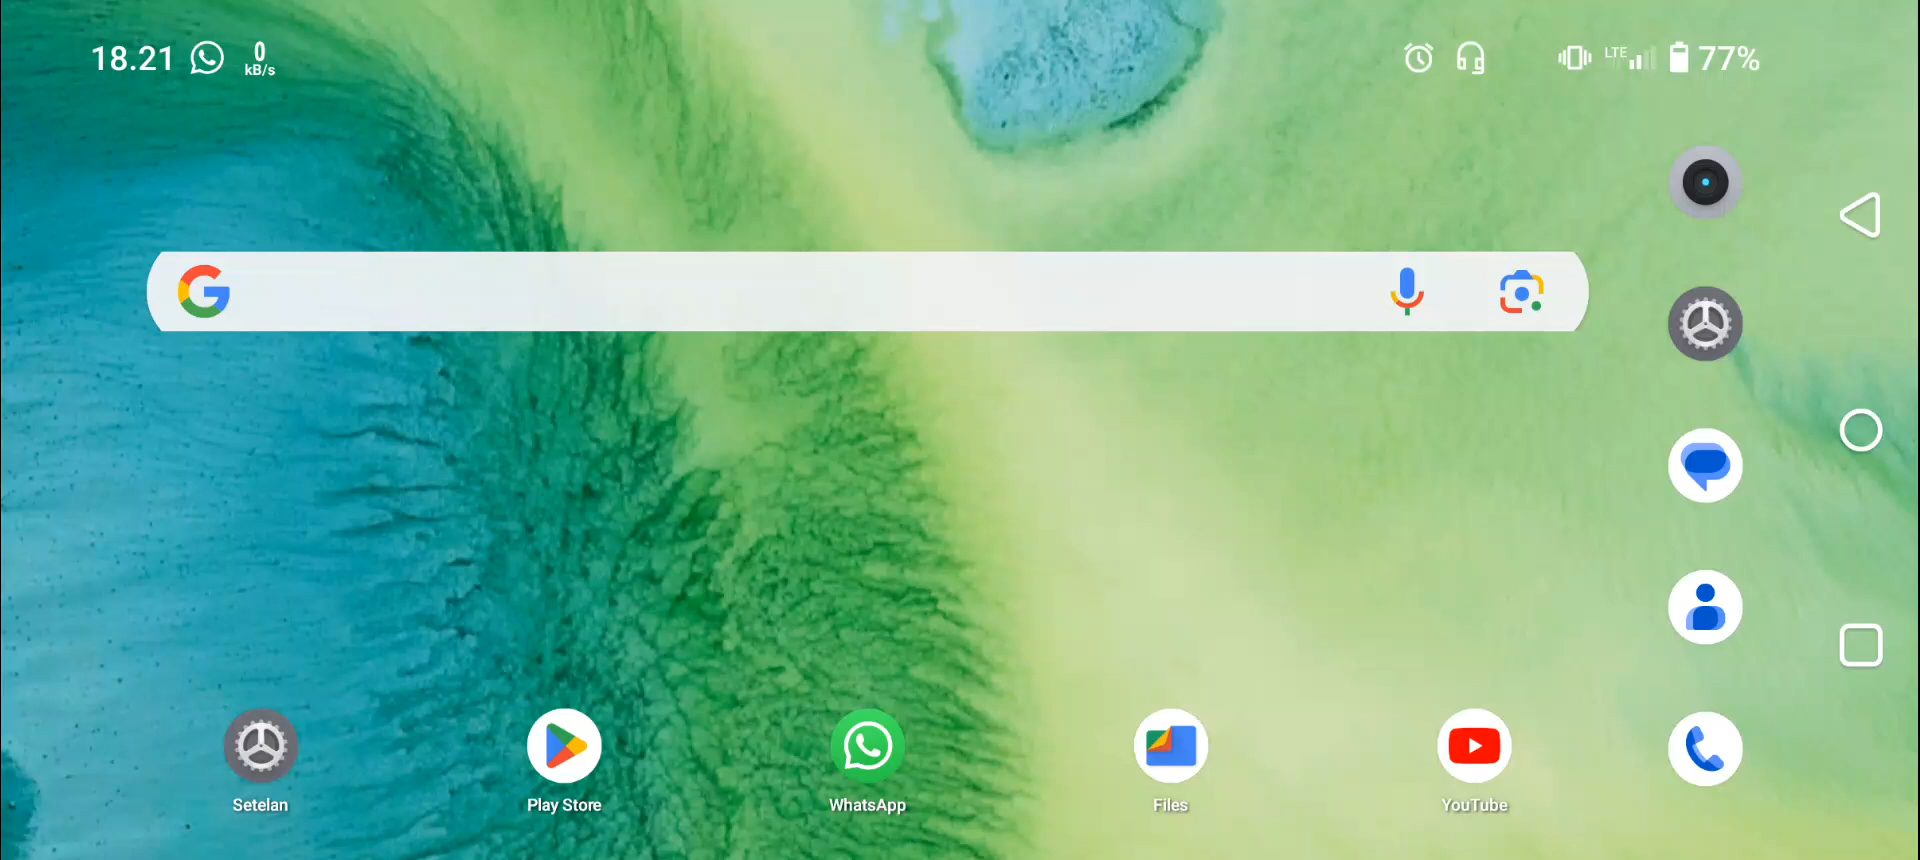 18.21 0 kB/s LTE 77%
Setelan Play Store WhatsApp Files YouTube